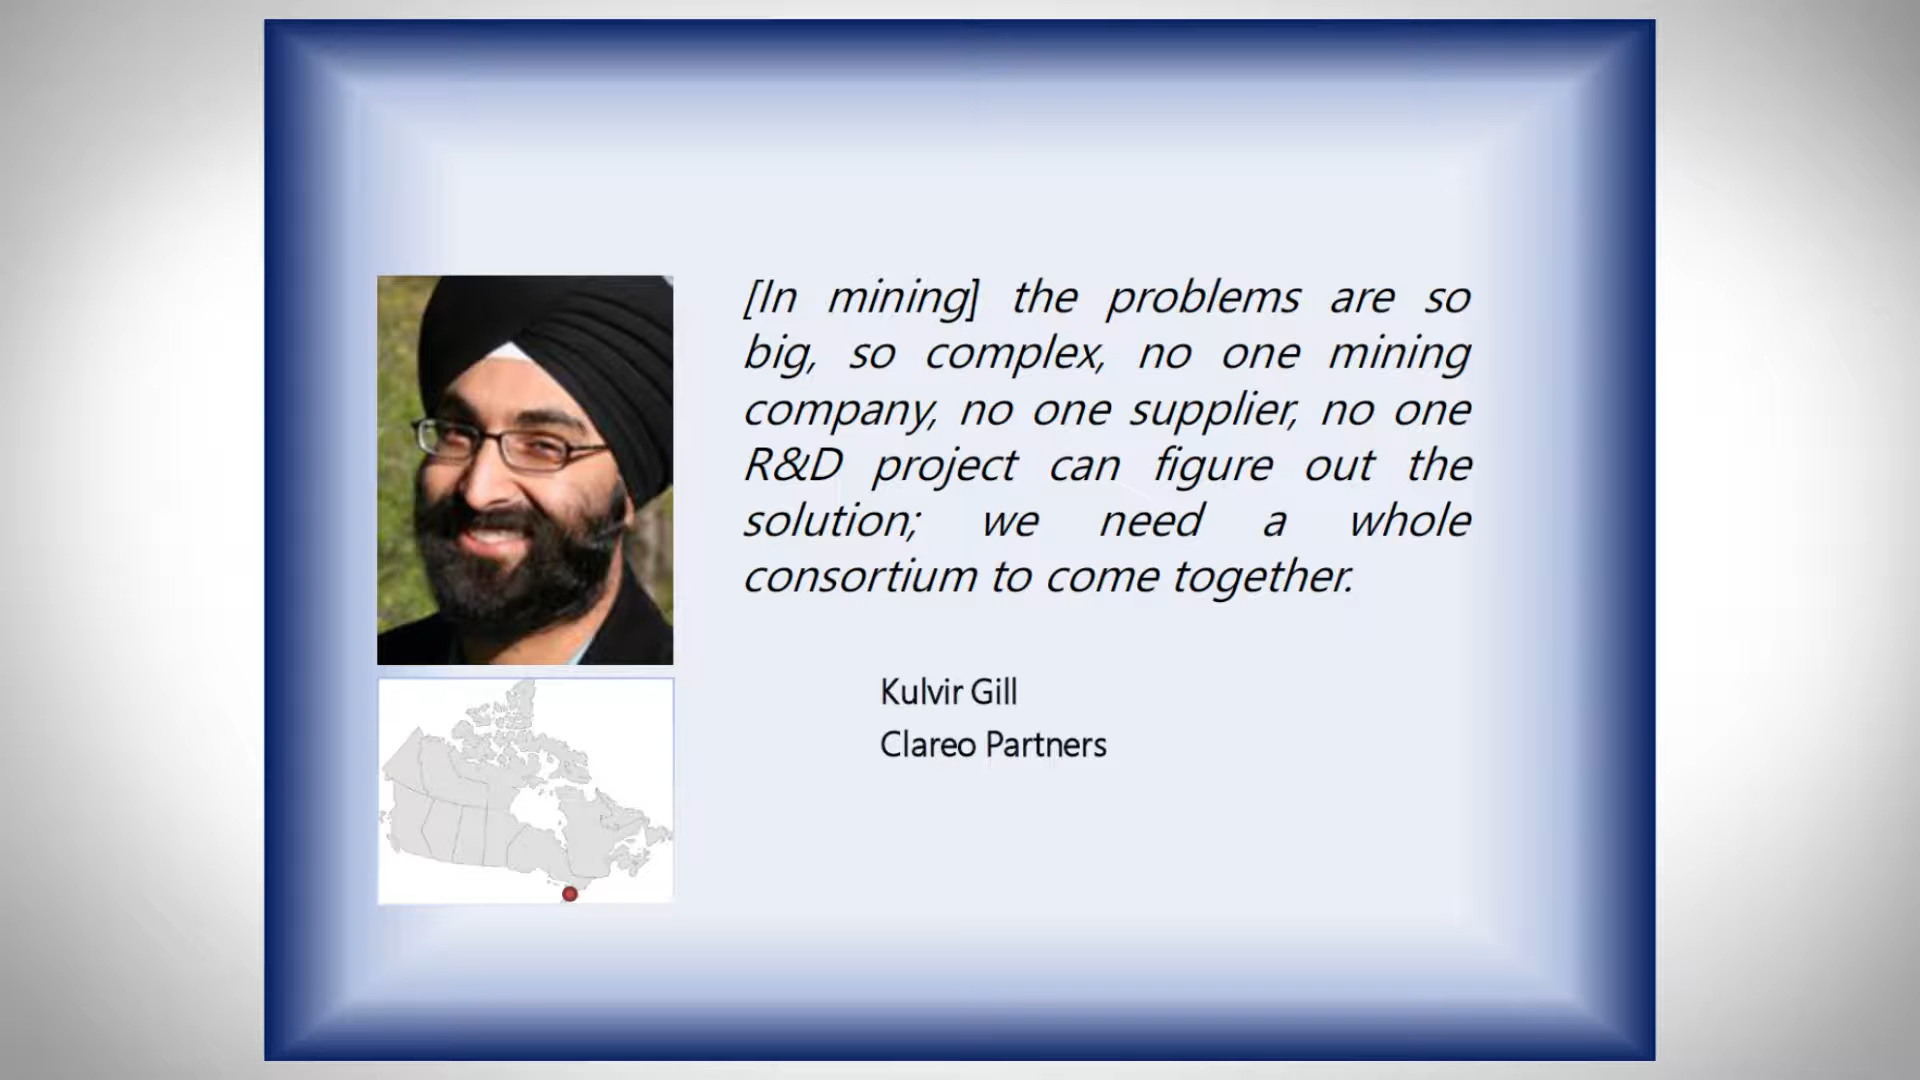 [In mining] the problems are so
big, so complex, no one mining
company, no one supplier, no one
R&D project can figure out the
solution; we need a whole
consortium to come together.
Kulvir Gill
Clareo Partners